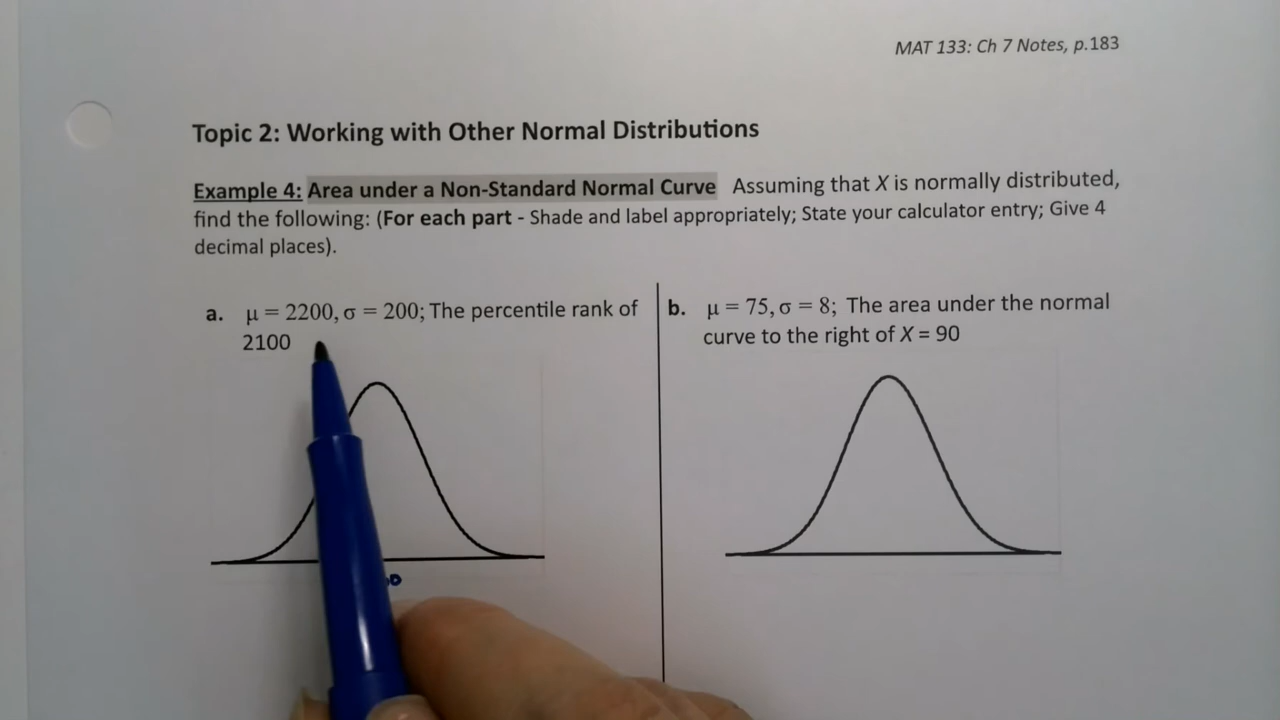 MAT 133: Ch 7 Notes, p.183
Topic 2: Working with Other Normal Distributions
Example 4: Area under a Non-Standard Normal Curve Assuming that X is normally distributed,
find the following: (For each part - Shade and label appropriately; State your calculator entry; Give 4
decimal places).
a. μ = 2200, σ = 200; The percentile rank of
2100
b. μ = 75, σ = 8; The area under the normal
curve to the right of X = 90